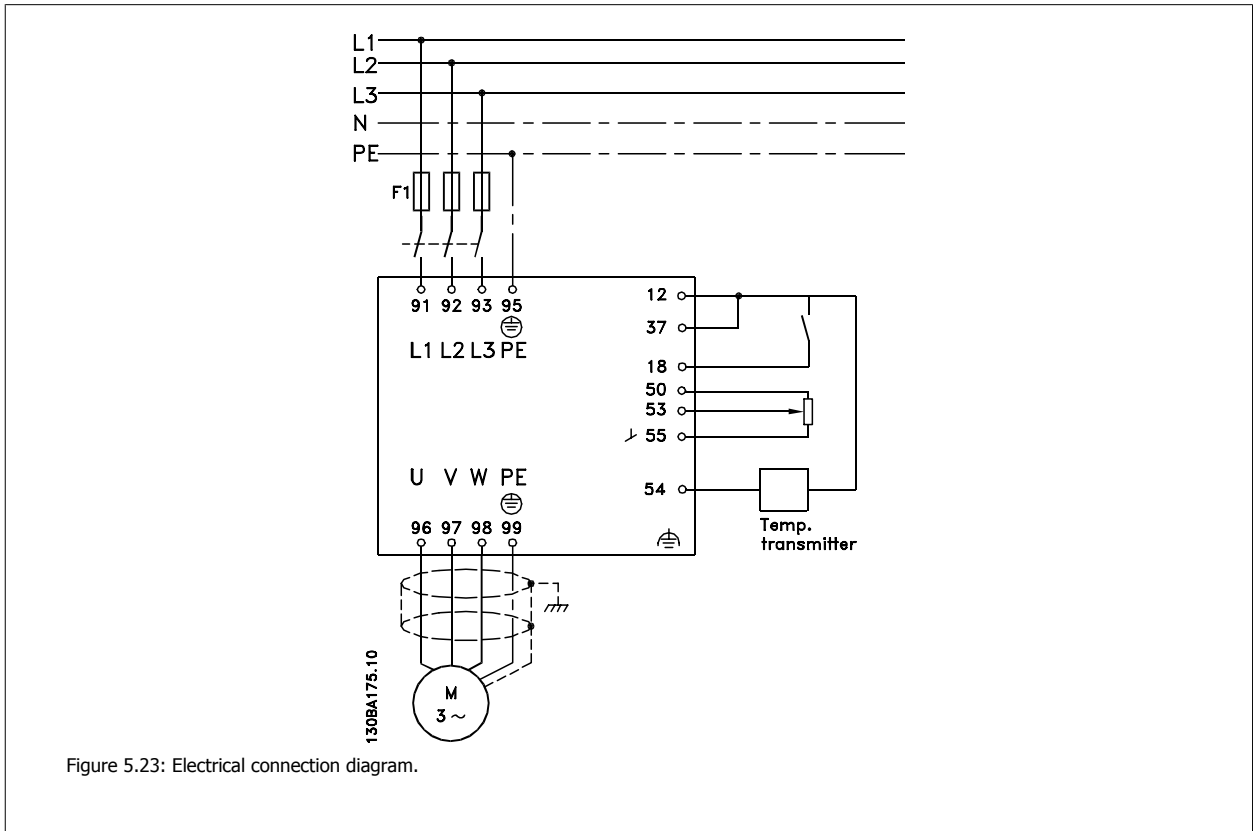 L1
L2
L3
N
PE
F1
91 92 93 95
L1 L2 L3 PE
12
37
18
50
53
55
54
U V W PE
96 97 98 99
Temp.
transmitter
M
3 ~
130BA175.10
Figure 5.23: Electrical connection diagram.